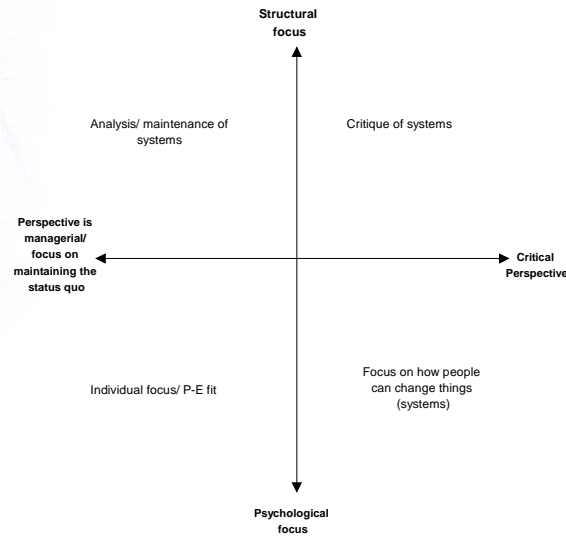 Structural
focus
Analysis/ maintenance of
systems
Critique of systems
Perspective is
managerial/
focus on
maintaining the
status quo
Critical
Perspective
Individual focus/ P-E fit
Focus on how people
can change things
(systems)
Psychological
focus